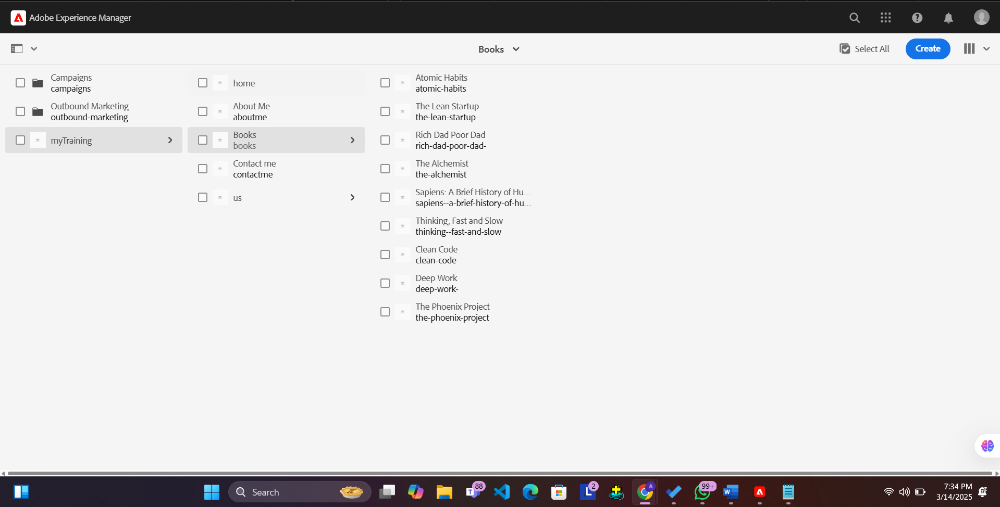 Adobe Experience Manager
Books
Select All
Create
Campaigns
campaigns
Outbound Marketing
outbound-marketing
myTraining
home
About Me
aboutme
Books
books
Contact me
contactme
us
Atomic Habits
atomic-habits
The Lean Startup
the-lean-startup
Rich Dad Poor Dad
rich-dad-poor-dad-
The Alchemist
the-alchemist
Sapiens: A Brief History of Hu...
sapiens--a-brief-history-of-hu...
Thinking, Fast and Slow
thinking--fast-and-slow
Clean Code
clean-code
Deep Work
deep-work-
The Phoenix Project
the-phoenix-project
Search
88
2
A
99+
7:34 PM
3/14/2025